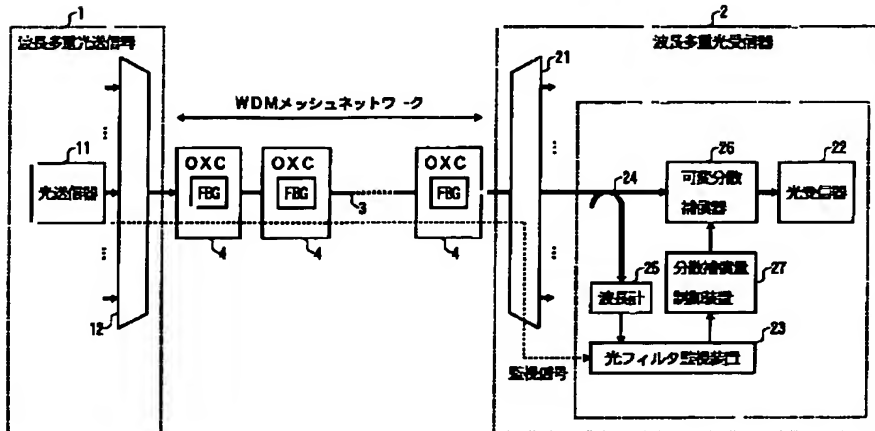 1
波長多重光送信号
2
波長多重光受信器
21
WDMメッシュネットワーク
11
光送信器
OXC
FBG
4
OXC
FBG
4
3
OXC
FBG
4
12
24
26
可変分散
補償器
22
光受信器
25
波長計
分散補償量
制御装置
27
23
光フィルタ監視装置
監視信号